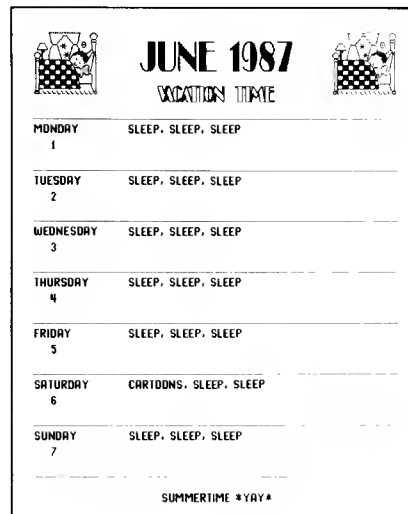 JUNE 1987
VACATION TIME
MONDAY SLEEP, SLEEP, SLEEP
1
TUESDAY SLEEP, SLEEP, SLEEP
2
WEDNESDAY SLEEP, SLEEP, SLEEP
3
THURSDAY SLEEP, SLEEP, SLEEP
4
FRIDAY SLEEP, SLEEP, SLEEP
5
SATURDAY CARTOONS, SLEEP, SLEEP
6
SUNDAY SLEEP, SLEEP, SLEEP
7
SUMMERTIME *YAY*